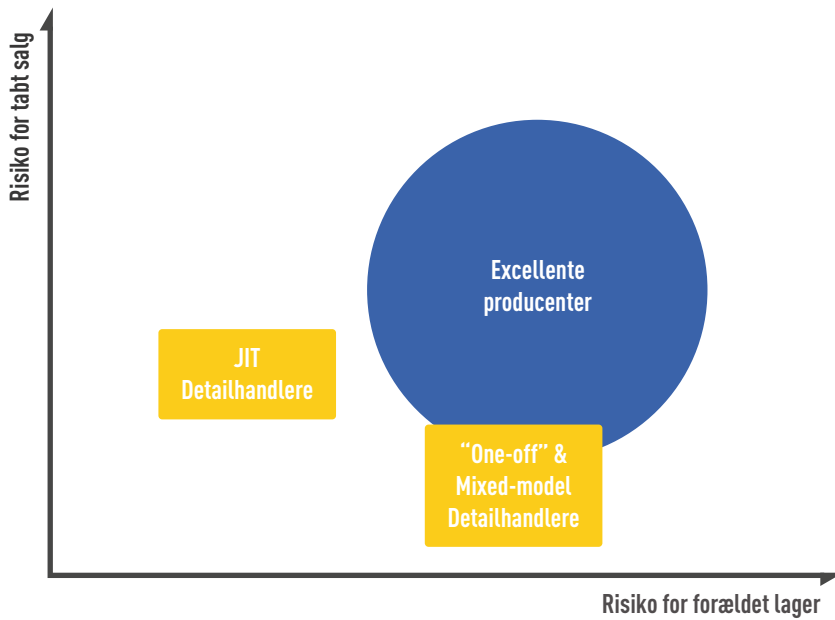 Risiko for tabt salg
Excellente
producenter
JIT
Detailhandlere
“One-off” &
Mixed-model
Detailhandlere
Risiko for forældet lager